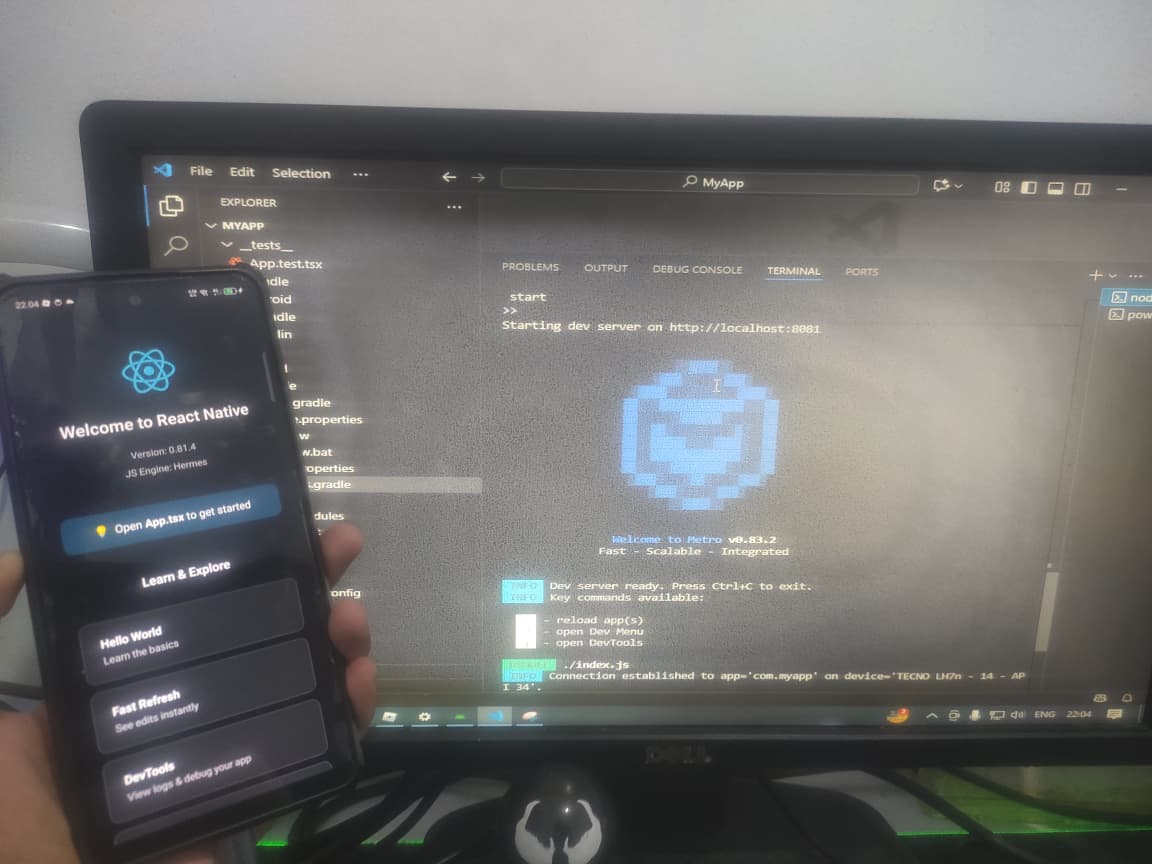 File Edit Selection ...
MyApp
EXPLORER
...
MYAPP
__tests__
App.test.tsx
gradle
.properties
w.bat
.gradle
PROBLEMS OUTPUT DEBUG CONSOLE TERMINAL PORTS
start
>>
Starting dev server on http://localhost:8081
Welcome to Metro v0.83.2
Fast - Scalable - Integrated
INFO Dev server ready. Press Ctrl+C to exit.
INFO Key commands available:
- reload app(s)
- open Dev Menu
- open DevTools
./index.js
INFO Connection established to app='com.myapp' on device='TECNO LH7n - 14 - AP
I 34'.
ENG 22:04
DELL
22.04
Welcome to React Native
Version: 0.81.4
JS Engine: Hermes
Open App.tsx to get started
Learn & Explore
Hello World
Learn the basics
Fast Refresh
See edits instantly
DevTools
View logs & debug your app